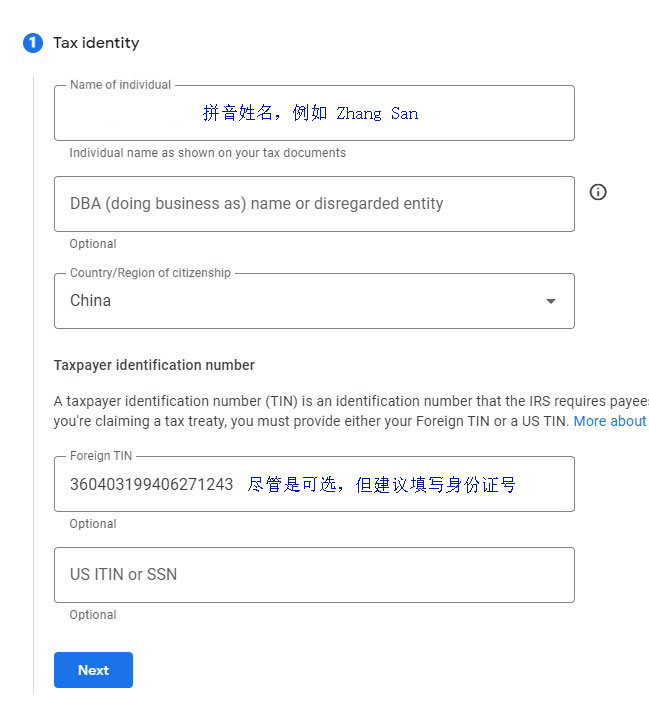 1 Tax identity
Name of individual
拼音姓名，例如 Zhang San
Individual name as shown on your tax documents
DBA (doing business as) name or disregarded entity
Optional
Country/Region of citizenship
China
Taxpayer identification number
A taxpayer identification number (TIN) is an identification number that the IRS requires payees
you're claiming a tax treaty, you must provide either your Foreign TIN or a US TIN. More about
Foreign TIN
360403199406271243 尽管是可选，但建议填写身份证号
Optional
US ITIN or SSN
Optional
Next